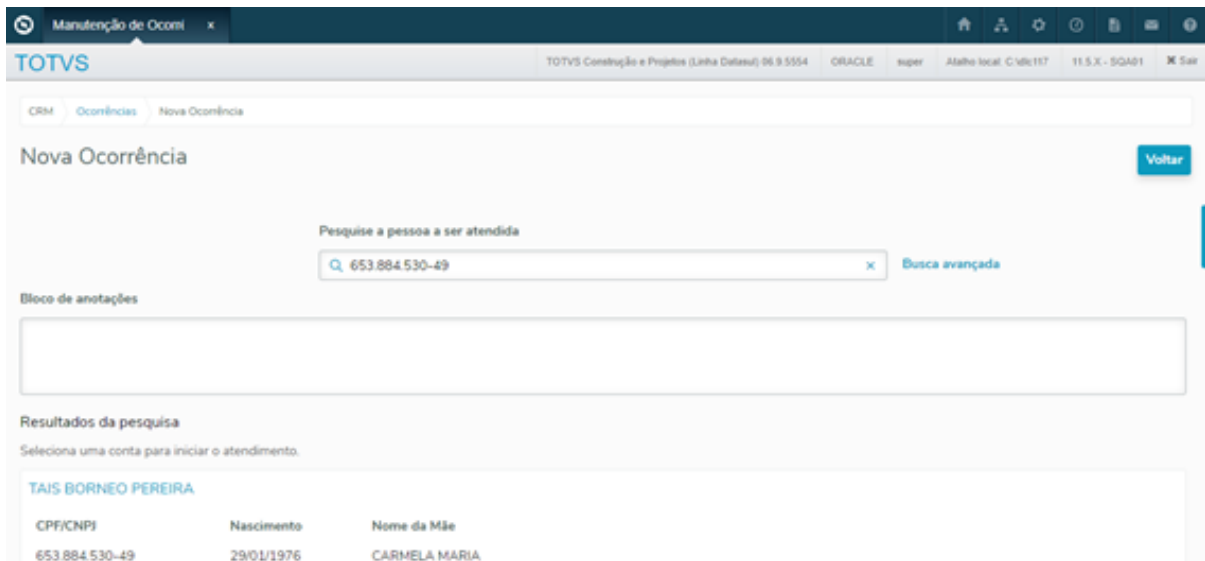 Manutenção de Ocorri x
TOTVS
TOTVS Construção e Projetos (Linha Datasul) 06.9.5554 ORACLE super Atalho local: C:\dlc117 11.5.X - SQA01 X Sair
CRM Ocorrências Nova Ocorrência
Nova Ocorrência
Voltar
Pesquise a pessoa a ser atendida
653.884.530-49 × Busca avançada
Bloco de anotações
Resultados da pesquisa
Seleciona uma conta para iniciar o atendimento.
TAIS BORNEO PEREIRA
CPF/CNPJ Nascimento Nome da Mãe
653.884.530-49 29/01/1976 CARMELA MARIA